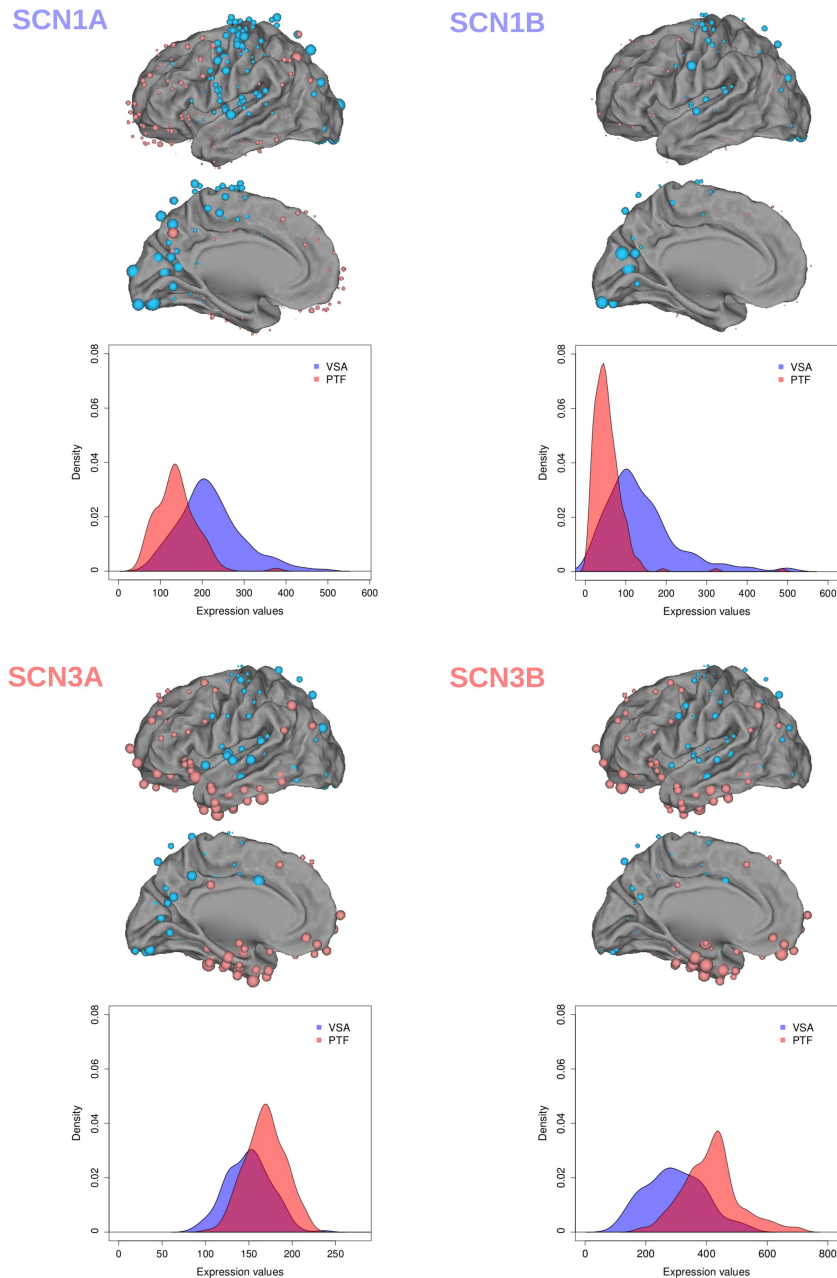 SCN1A
SCN1B
0.08
0.06
0.04
0.02
0
Density
VSA
PTF
0 100 200 300 400 500 600
Expression values
0.08
0.06
0.04
0.02
0
Density
VSA
PTF
0 100 200 300 400 500 600
Expression values
SCN3A
SCN3B
0.08
0.06
0.04
0.02
0
Density
VSA
PTF
0 50 100 150 200 250
Expression values
0.08
0.06
0.04
0.02
0
Density
VSA
PTF
0 200 400 600 800
Expression values